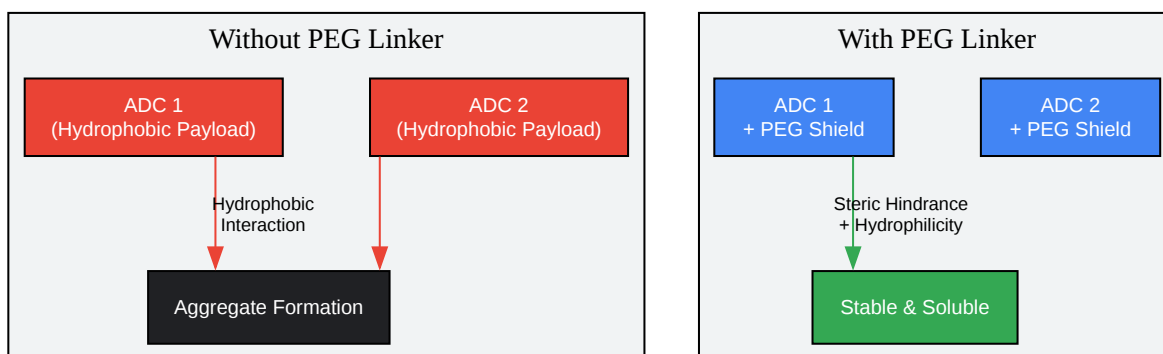 Without PEG Linker
ADC 1
(Hydrophobic Payload)
ADC 2
(Hydrophobic Payload)
Hydrophobic
Interaction
Aggregate Formation
With PEG Linker
ADC 1
+ PEG Shield
ADC 2
+ PEG Shield
Steric Hindrance
+ Hydrophilicity
Stable & Soluble